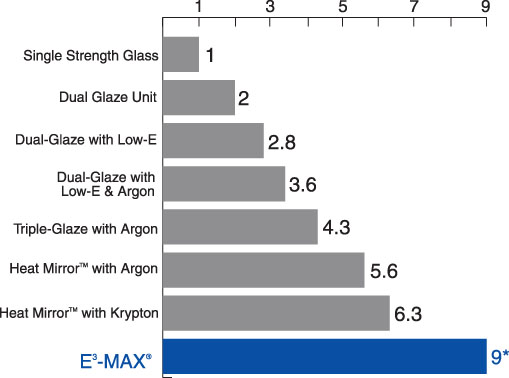 1 3 5 7 9
Single Strength Glass 1
Dual Glaze Unit 2
Dual-Glaze with Low-E 2.8
Dual-Glaze with
Low-E & Argon 3.6
Triple-Glaze with Argon 4.3
Heat Mirror™ with Argon 5.6
Heat Mirror™ with Krypton 6.3
E³-MAX® 9*